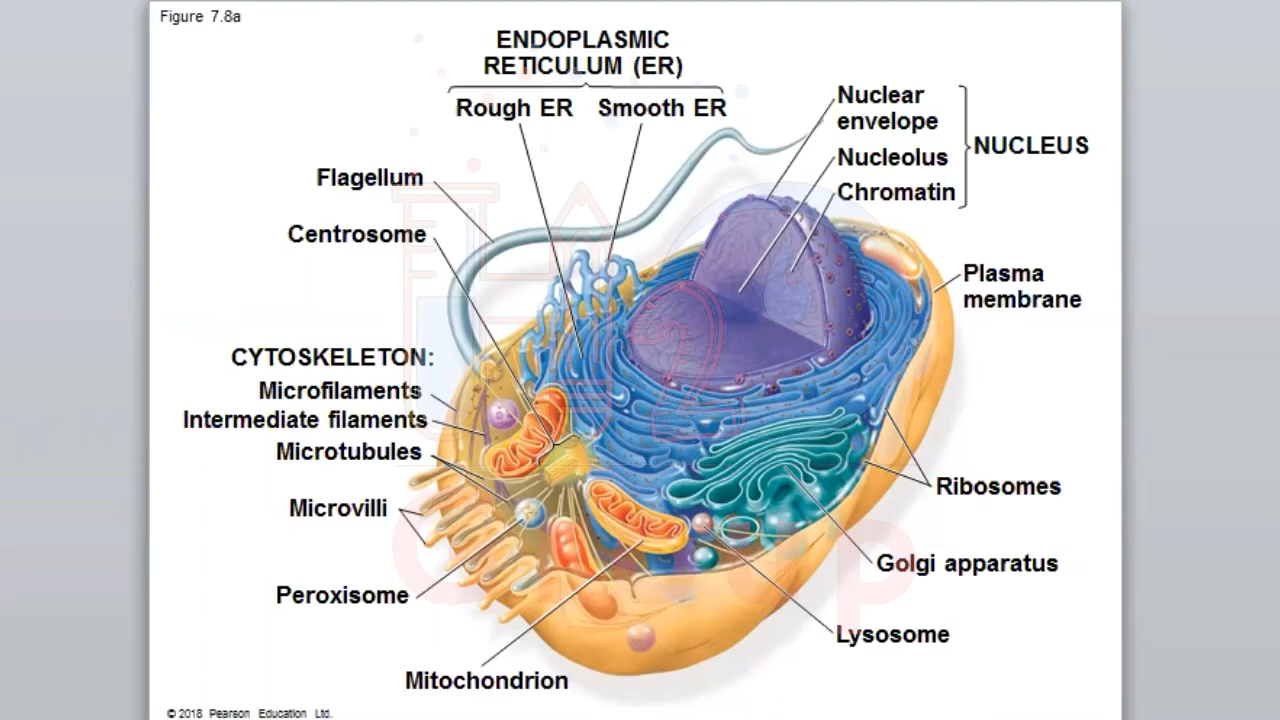 Figure 7.8a
ENDOPLASMIC
RETICULUM (ER)
Rough ER
Smooth ER
Nuclear
envelope
Nucleolus
Chromatin
NUCLEUS
Flagellum
Centrosome
Plasma
membrane
CYTOSKELETON:
Microfilaments
Intermediate filaments
Microtubules
Microvilli
Ribosomes
Golgi apparatus
Peroxisome
Lysosome
Mitochondrion
© 2018 Pearson Education Ltd.